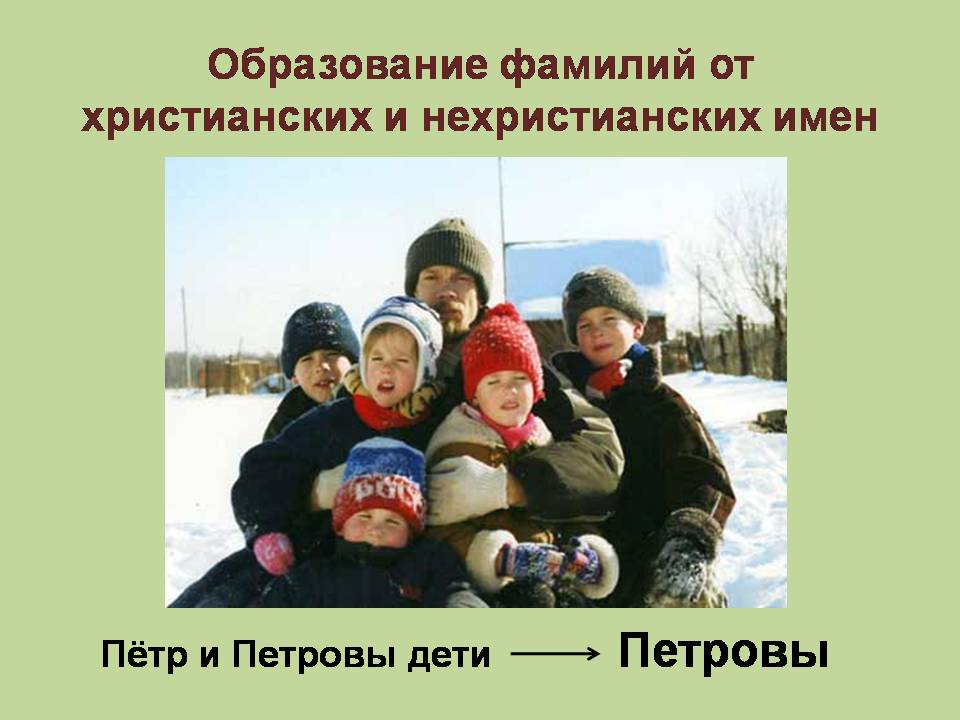 Образование фамилий от
христианских и нехристианских имен
Пётр и Петровы дети → Петровы